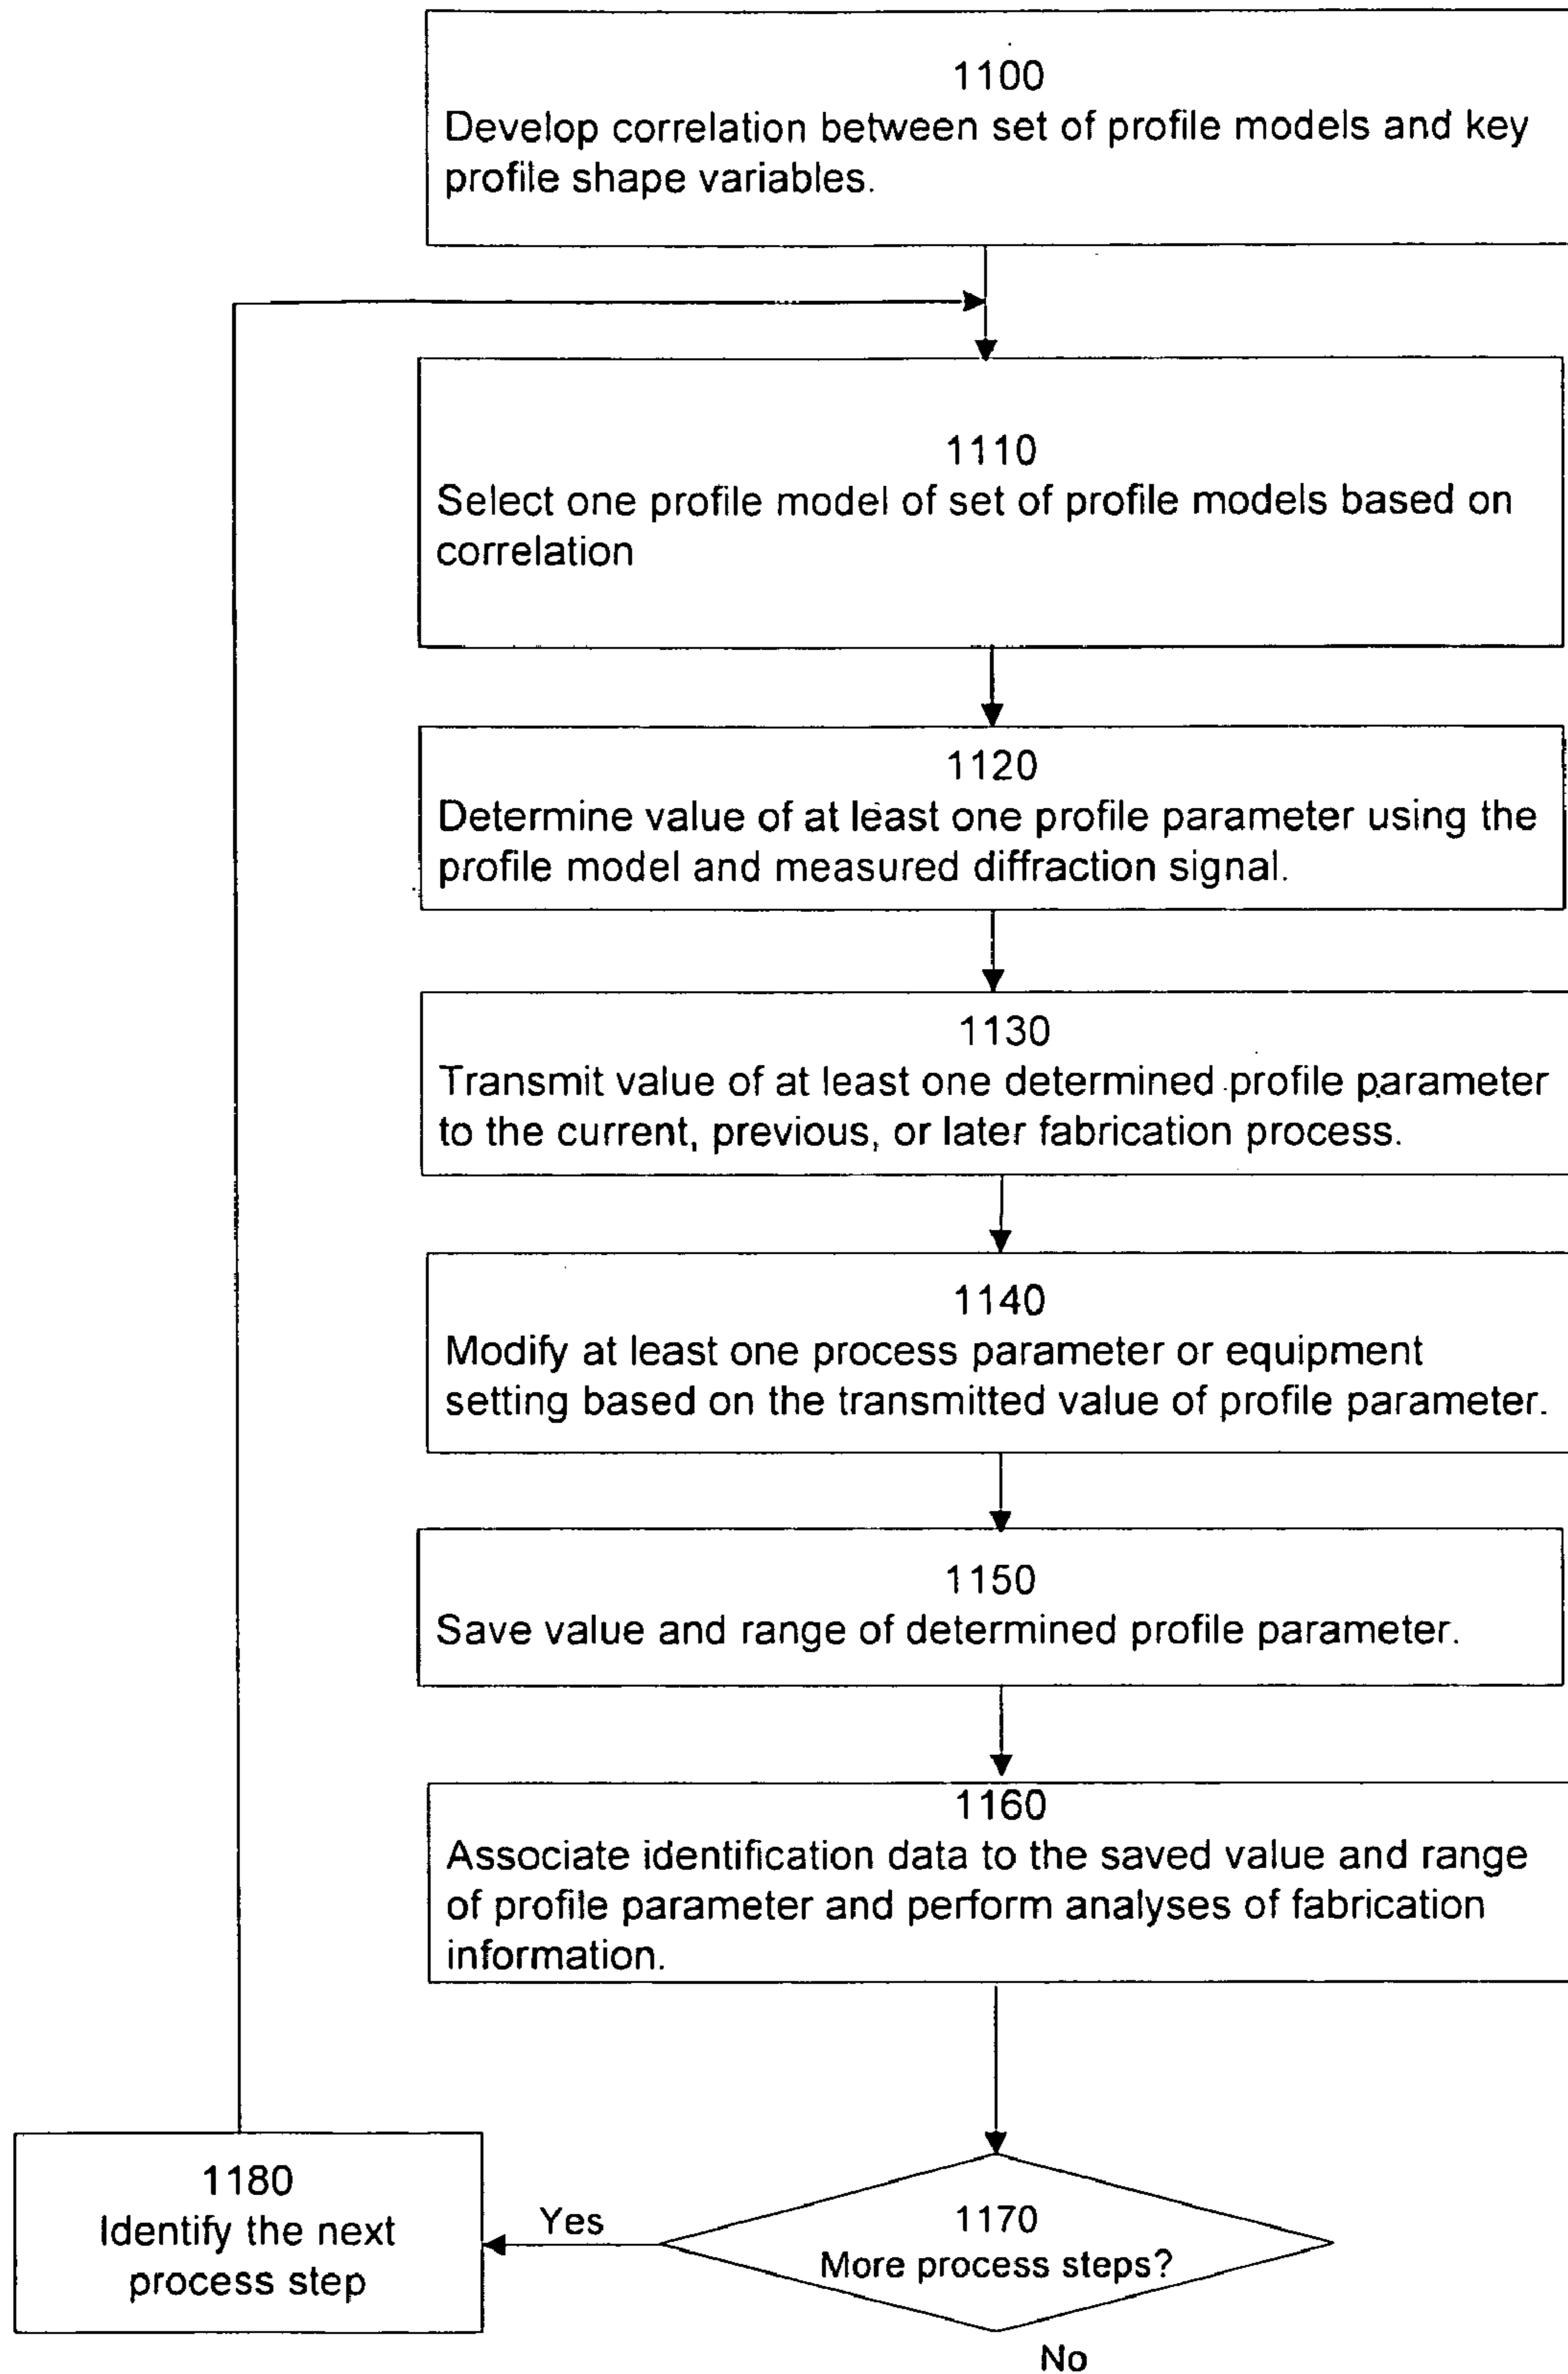 1100
Develop correlation between set of profile models and key
profile shape variables.
1110
Select one profile model of set of profile models based on
correlation
1120
Determine value of at least one profile parameter using the
profile model and measured diffraction signal.
1130
Transmit value of at least one determined profile parameter
to the current, previous, or later fabrication process.
1140
Modify at least one process parameter or equipment
setting based on the transmitted value of profile parameter.
1150
Save value and range of determined profile parameter.
1160
Associate identification data to the saved value and range
of profile parameter and perform analyses of fabrication
information.
1180
Identify the next
process step
Yes
1170
More process steps?
No